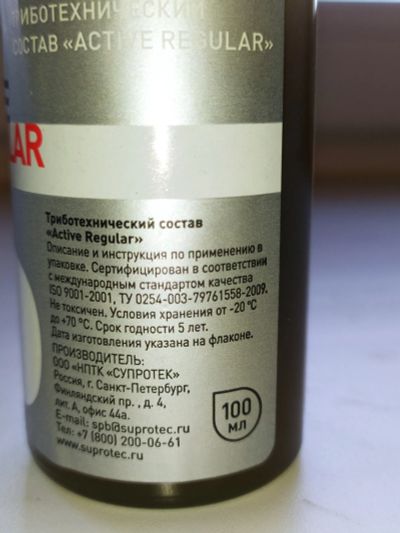 ТРИБОТЕХНИЧЕСКИЙ
СОСТАВ «ACTIVE REGULAR»
LAR
Триботехнический состав
«Active Regular»
Описание и инструкция по применению в
упаковке. Сертифицирован в соответствии
с международным стандартом качества
ISO 9001-2001, ТУ 0254-003-79761558-2009.
Не токсичен. Условия хранения от -20 °C
до +70 °C. Срок годности 5 лет.
Дата изготовления указана на флаконе.
ПРОИЗВОДИТЕЛЬ:
ООО «НПТК «СУПРОТЕК»
Россия, г. Санкт-Петербург,
Финляндский пр., д. 4,
лит. А, офис 44а.
E-mail: spb@suprotec.ru
Тел: +7 (800) 200-06-61
www.suprotec.ru
100
МЛ